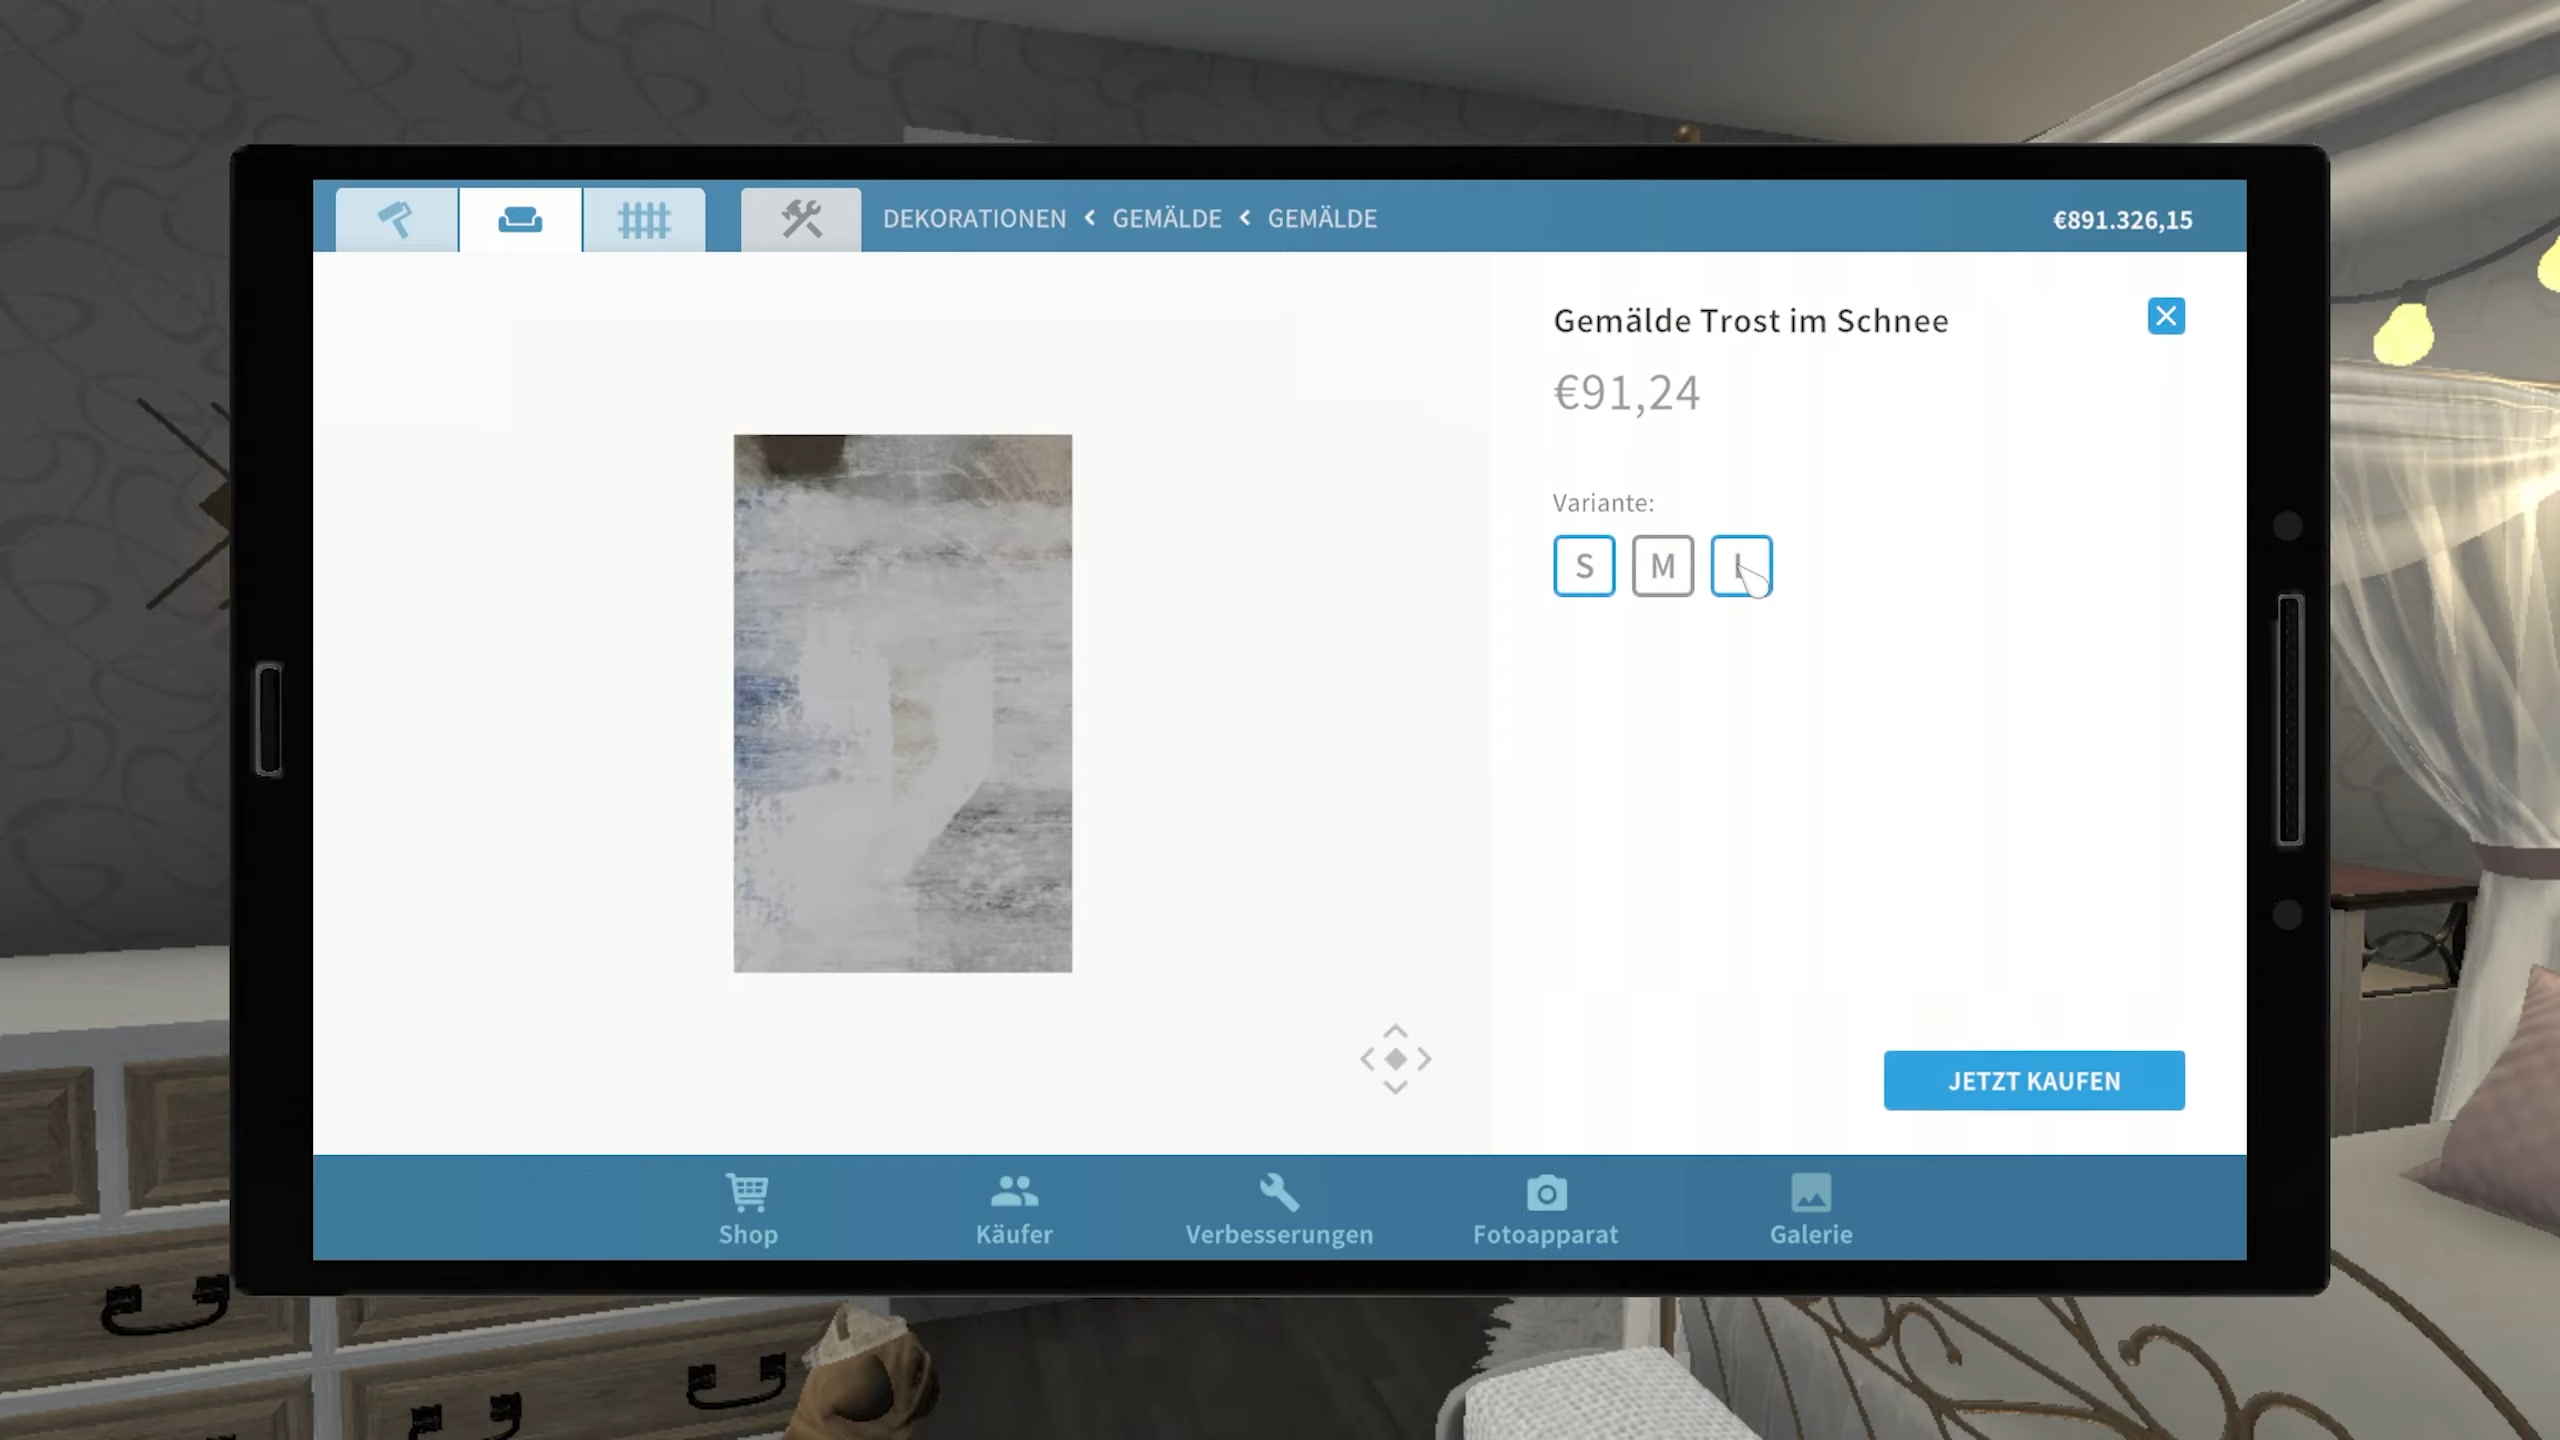 DEKORATIONEN < GEMÄLDE < GEMÄLDE
€891.326,15
Gemälde Trost im Schnee
€91,24
Variante:
S M L
JETZT KAUFEN
Shop Käufer Verbesserungen Fotoapparat Galerie